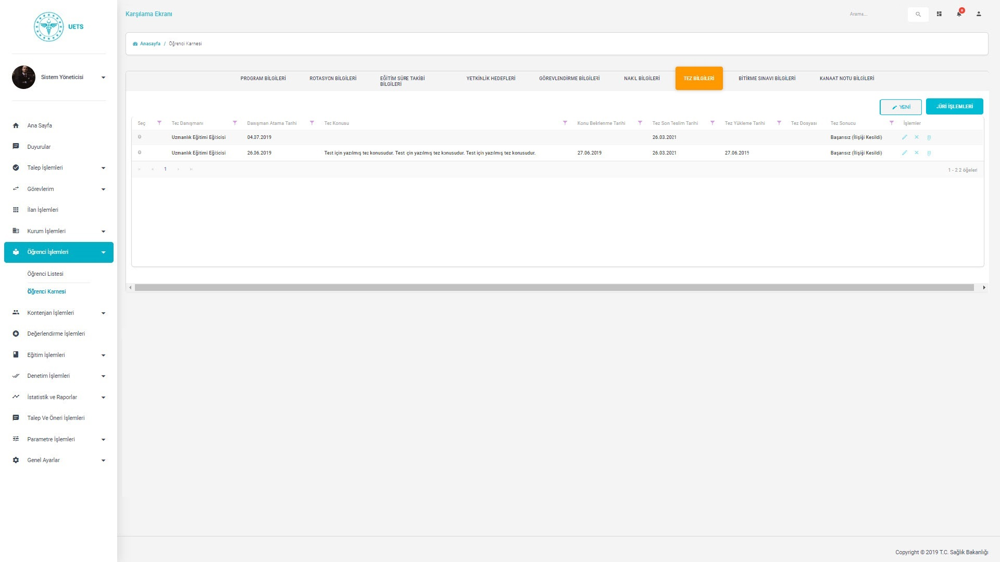 Karşılama Ekranı
Arama...
0
UETS
Anasayfa / Öğrenci Karnesi
Sistem Yöneticisi
PROGRAM BİLGİLERİ
ROTASYON BİLGİLERİ
EĞİTİM SÜRE TAKİBİ
BİLGİLERİ
YETKİNLİK HEDEFLERİ
GÖREVLENDİRME BİLGİLERİ
NAKİL BİLGİLERİ
TEZ BİLGİLERİ
BİTİRME SINAVI BİLGİLERİ
KANAAT NOTU BİLGİLERİ
YENİ
JÜRİ İŞLEMLERİ
Seç Tez Danışmanı Danışman Atama Tarihi Tez Konusu Konu Belirlenme Tarihi Tez Son Teslim Tarihi Tez Yükleme Tarihi Tez Dosyası Tez Sonucu İşlemler
Uzmanlık Eğitimi Eğiticisi 04.07.2019 26.03.2021 Başarısız (İlişiği Kesildi)
Uzmanlık Eğitimi Eğiticisi 26.06.2019 Test için yazılmış tez konusudur. Test için yazılmış tez konusudur. Test için yazılmış tez konusudur. 27.06.2019 26.03.2021 27.06.2019 Başarısız (İlişiği Kesildi)
1
1 - 2 2 öğeleri
Ana Sayfa
Duyurular
Talep İşlemleri
Görevlerim
İlan İşlemleri
Kurum İşlemleri
Öğrenci İşlemleri
Öğrenci Listesi
Öğrenci Karnesi
Kontenjan İşlemleri
Değerlendirme İşlemleri
Eğitim İşlemleri
Denetim İşlemleri
İstatistik ve Raporlar
Talep Ve Öneri İşlemleri
Parametre İşlemleri
Genel Ayarlar
Copyright © 2019 T.C. Sağlık Bakanlığı